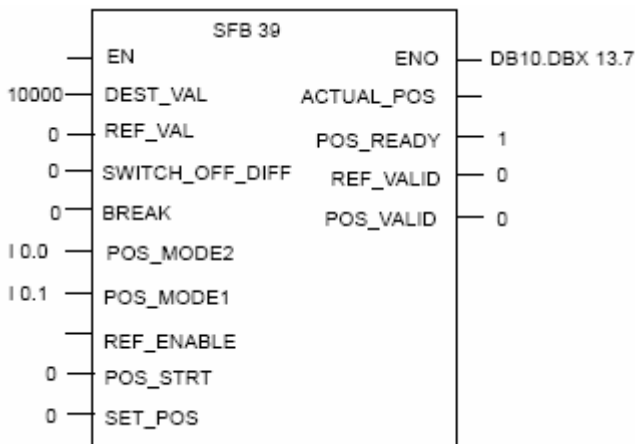 SFB 39
EN ENO DB10.DBX 13.7
10000 DEST_VAL ACTUAL_POS
0 REF_VAL POS_READY 1
0 SWITCH_OFF_DIFF REF_VALID 0
0 BREAK POS_VALID 0
I 0.0 POS_MODE2
I 0.1 POS_MODE1
REF_ENABLE
0 POS_STRT
0 SET_POS